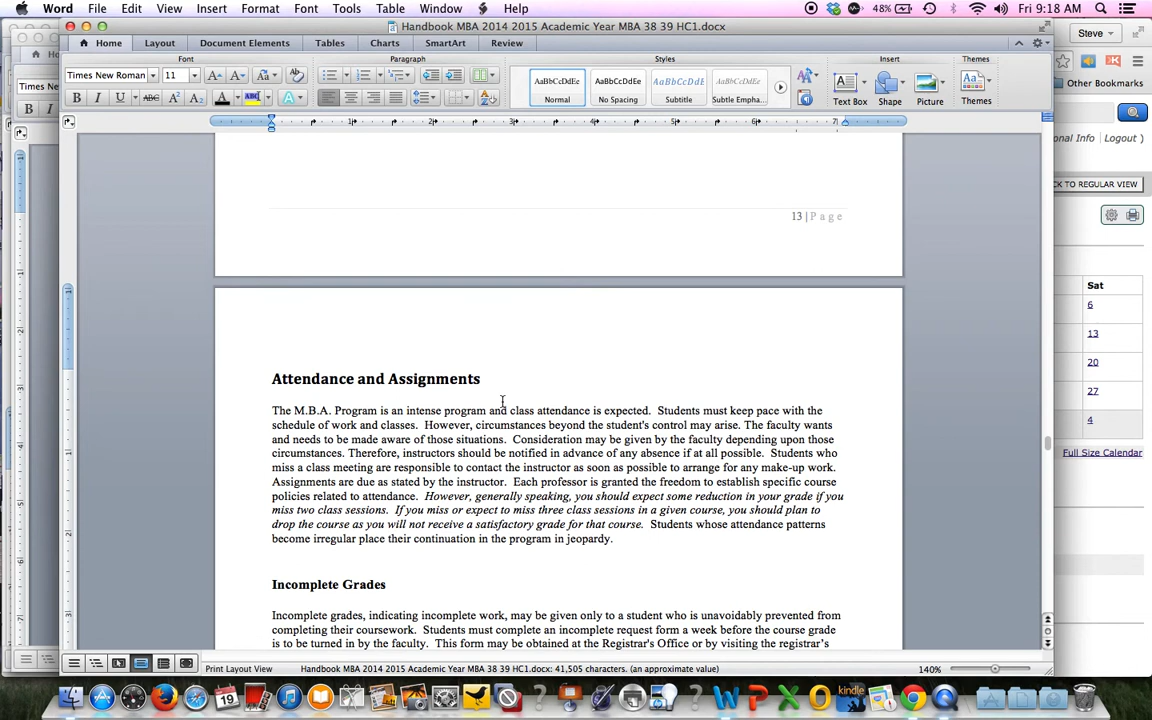 Word File Edit View Insert Format Font Tools Table Window Help 48% Fri 9:18 AM
Handbook MBA 2014 2015 Academic Year MBA 38 39 HC1.docx
Steve
Home Layout Document Elements Tables Charts SmartArt Review
Font Paragraph Styles Insert Themes
Times New Roman 11
AaBbCcDdEe AaBbCcDdEe AaBbCcDdE AaBbCcDdEe
Normal No Spacing Subtitle Subtle Empha...
Text Box Shape Picture Themes
Other Bookmarks
onal Info Logout )
CK TO REGULAR VIEW
13 | P a g e
Sat
6
13
20
27
4
Full Size Calendar
Attendance and Assignments
The M.B.A. Program is an intense program and class attendance is expected. Students must keep pace with the
schedule of work and classes. However, circumstances beyond the student's control may arise. The faculty wants
and needs to be made aware of those situations. Consideration may be given by the faculty depending upon those
circumstances. Therefore, instructors should be notified in advance of any absence if at all possible. Students who
miss a class meeting are responsible to contact the instructor as soon as possible to arrange for any make-up work.
Assignments are due as stated by the instructor. Each professor is granted the freedom to establish specific course
policies related to attendance. However, generally speaking, you should expect some reduction in your grade if you
miss two class sessions. If you miss or expect to miss three class sessions in a given course, you should plan to
drop the course as you will not receive a satisfactory grade for that course. Students whose attendance patterns
become irregular place their continuation in the program in jeopardy.
Incomplete Grades
Incomplete grades, indicating incomplete work, may be given only to a student who is unavoidably prevented from
completing their coursework. Students must complete an incomplete request form a week before the course grade
is to be turned in by the faculty. This form may be obtained at the Registrar's Office or by visiting the registrar's
Print Layout View Handbook MBA 2014 2015 Academic Year MBA 38 39 HC1.docx: 41,505 characters. (an approximate value) 140%